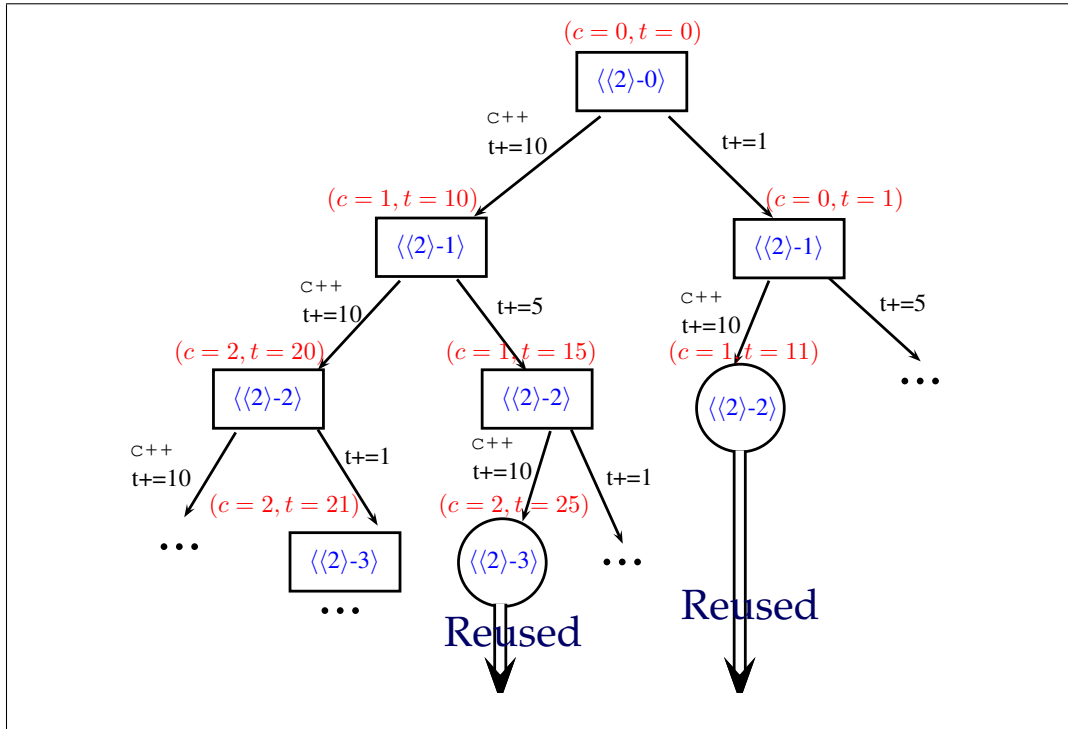 (c = 0, t = 0)
⟨⟨2⟩-0⟩
c++
t+=10
t+=1
(c = 1, t = 10)
(c = 0, t = 1)
⟨⟨2⟩-1⟩
⟨⟨2⟩-1⟩
c++
t+=10
t+=5
c++
t+=10
t+=5
(c = 2, t = 20)
(c = 1, t = 15)
(c = 1, t = 11)
•••
⟨⟨2⟩-2⟩
⟨⟨2⟩-2⟩
⟨⟨2⟩-2⟩
c++
t+=10
t+=1
c++
t+=10
t+=1
(c = 2, t = 21)
(c = 2, t = 25)
•••
⟨⟨2⟩-3⟩
⟨⟨2⟩-3⟩
•••
•••
Reused
Reused